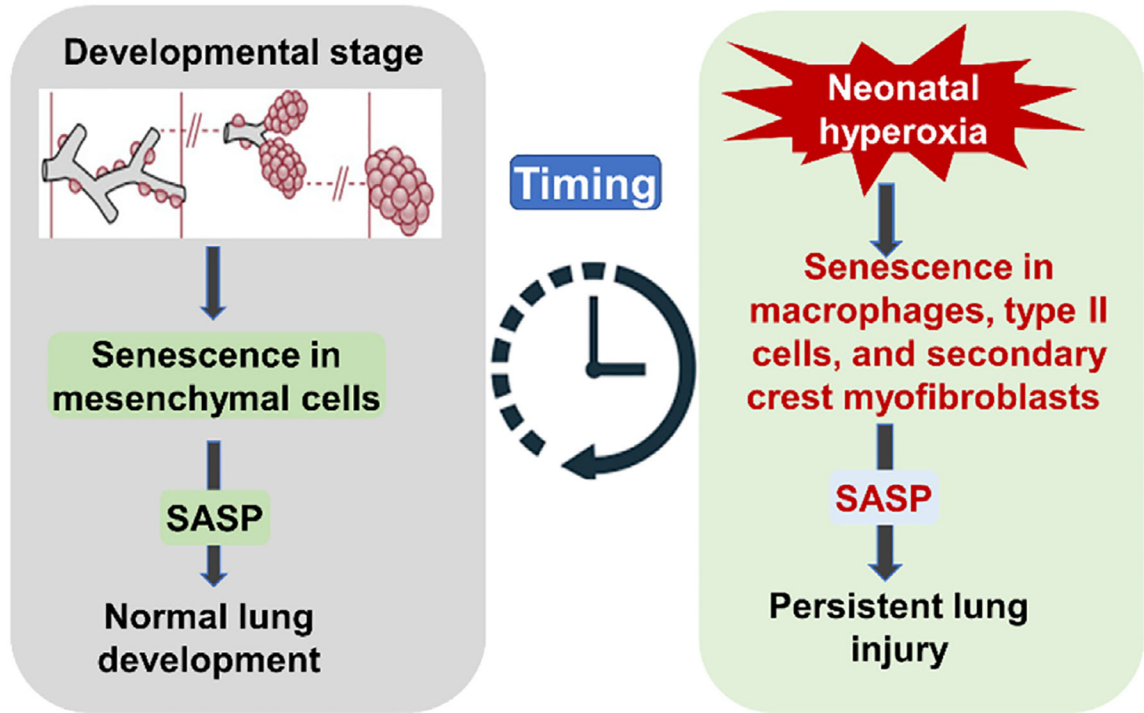 Developmental stage
Senescence in
mesenchymal cells
SASP
Normal lung
development
Timing
Neonatal
hyperoxia
Senescence in
macrophages, type II
cells, and secondary
crest myofibroblasts
SASP
Persistent lung
injury